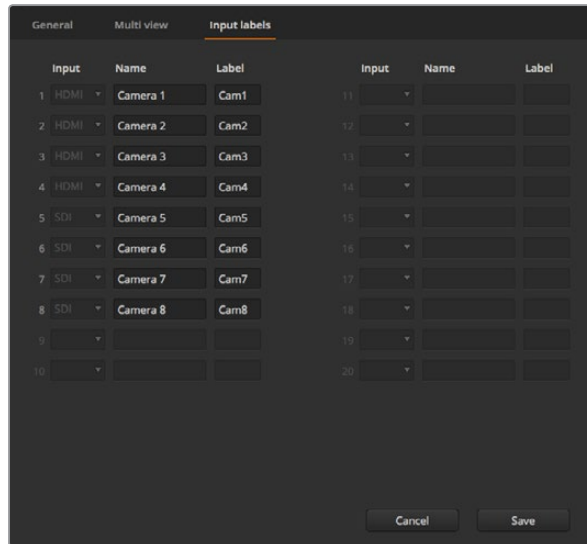 General Multi view Input labels
Input Name Label Input Name Label
1 HDMI Camera 1 Cam1 11
2 HDMI Camera 2 Cam2 12
3 HDMI Camera 3 Cam3 13
4 HDMI Camera 4 Cam4 14
5 SDI Camera 5 Cam5 15
6 SDI Camera 6 Cam6 16
7 SDI Camera 7 Cam7 17
8 SDI Camera 8 Cam8 18
9 19
10 20
Cancel Save